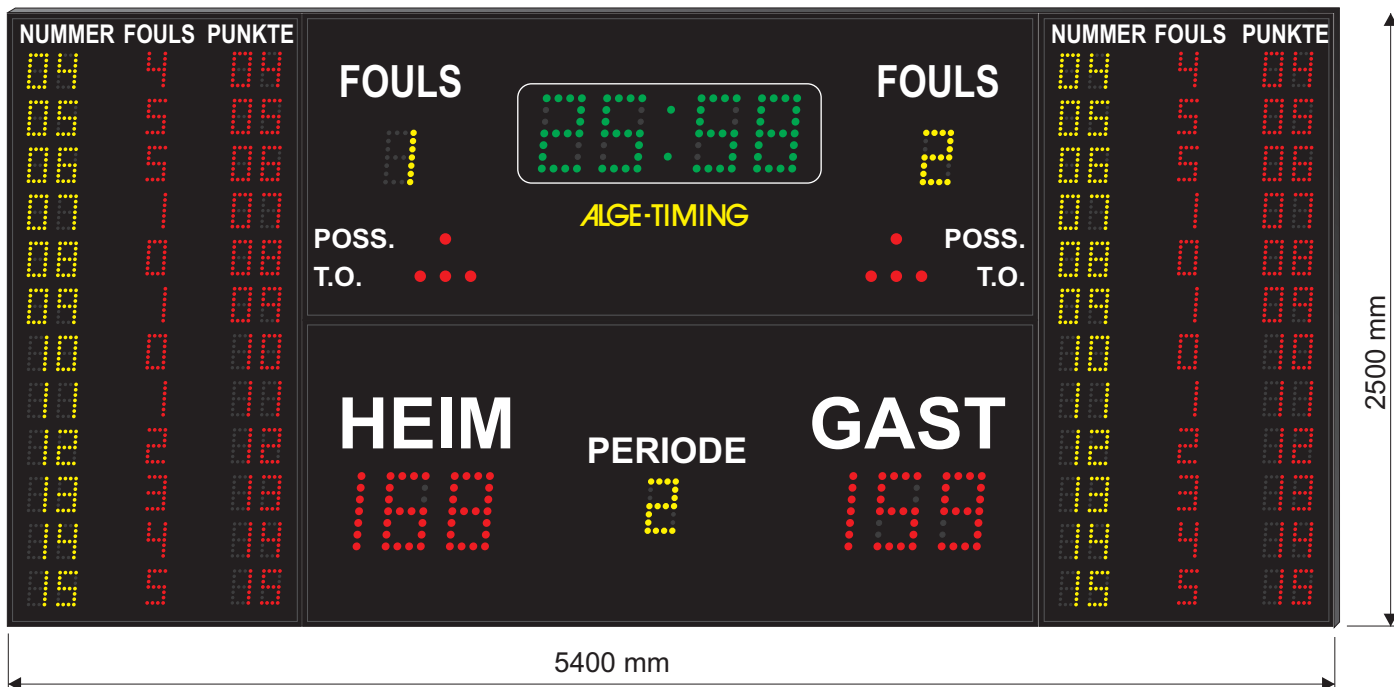 NUMMER FOULS PUNKTE
04 4 04
05 5 05
06 5 06
07 1 07
08 0 08
09 1 09
10 0 10
11 1 11
12 2 12
13 3 13
14 4 14
15 5 15
FOULS 25:58 FOULS
1 2
ALGE-TIMING
POSS. POSS.
T.O. T.O.
HEIM PERIODE GAST
168 2 159
NUMMER FOULS PUNKTE
04 4 04
05 5 05
06 5 06
07 1 07
08 0 08
09 1 09
10 0 10
11 1 11
12 2 12
13 3 13
14 4 14
15 5 15
2500 mm
5400 mm